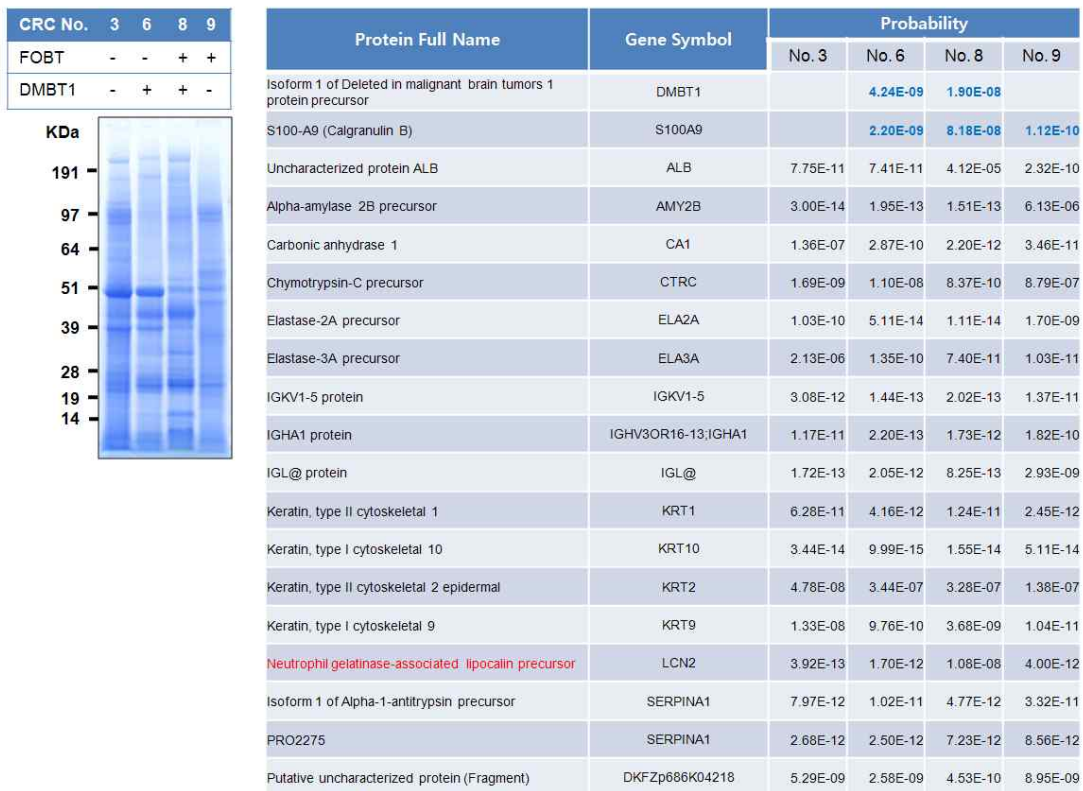 CRC No. 3 6 8 9
FOBT - - + +
DMBT1 - + + -
KDa
191
97
64
51
39
28
19
14
Protein Full Name Gene Symbol Probability
No. 3 No. 6 No. 8 No. 9
Isoform 1 of Deleted in malignant brain tumors 1
protein precursor DMBT1 4.24E-09 1.90E-08
S100-A9 (Calgranulin B) S100A9 2.20E-09 8.18E-08 1.12E-10
Uncharacterized protein ALB ALB 7.75E-11 7.41E-11 4.12E-05 2.32E-10
Alpha-amylase 2B precursor AMY2B 3.00E-14 1.95E-13 1.51E-13 6.13E-06
Carbonic anhydrase 1 CA1 1.36E-07 2.87E-10 2.20E-12 3.46E-11
Chymotrypsin-C precursor CTRC 1.69E-09 1.10E-08 8.37E-10 8.79E-07
Elastase-2A precursor ELA2A 1.03E-10 5.11E-14 1.11E-14 1.70E-09
Elastase-3A precursor ELA3A 2.13E-06 1.35E-10 7.40E-11 1.03E-11
IGKV1-5 protein IGKV1-5 3.08E-12 1.44E-13 2.02E-13 1.37E-11
IGHA1 protein IGHV3OR16-13;IGHA1 1.17E-11 2.20E-13 1.73E-12 1.82E-10
IGL@ protein IGL@ 1.72E-13 2.05E-12 8.25E-13 2.93E-09
Keratin, type II cytoskeletal 1 KRT1 6.28E-11 4.16E-12 1.24E-11 2.45E-12
Keratin, type I cytoskeletal 10 KRT10 3.44E-14 9.99E-15 1.55E-14 5.11E-14
Keratin, type II cytoskeletal 2 epidermal KRT2 4.78E-08 3.44E-07 3.28E-07 1.38E-07
Keratin, type I cytoskeletal 9 KRT9 1.33E-08 9.76E-10 3.68E-09 1.04E-11
Neutrophil gelatinase-associated lipocalin precursor LCN2 3.92E-13 1.70E-12 1.08E-08 4.00E-12
Isoform 1 of Alpha-1-antitrypsin precursor SERPINA1 7.97E-12 1.02E-11 4.77E-12 3.32E-11
PRO2275 SERPINA1 2.68E-12 2.50E-12 7.23E-12 8.56E-12
Putative uncharacterized protein (Fragment) DKFZp686K04218 5.29E-09 2.58E-09 4.53E-10 8.95E-09